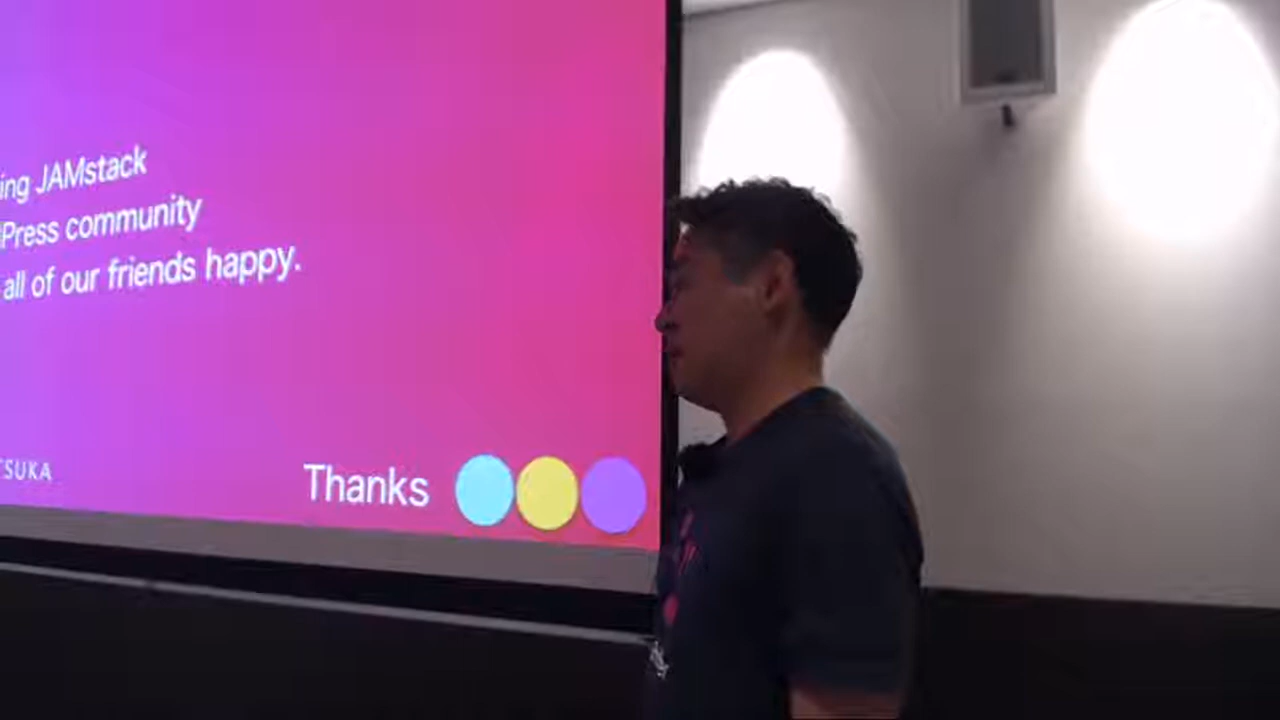 ing JAMstack
Press community
all of our friends happy.
TSUKA
Thanks